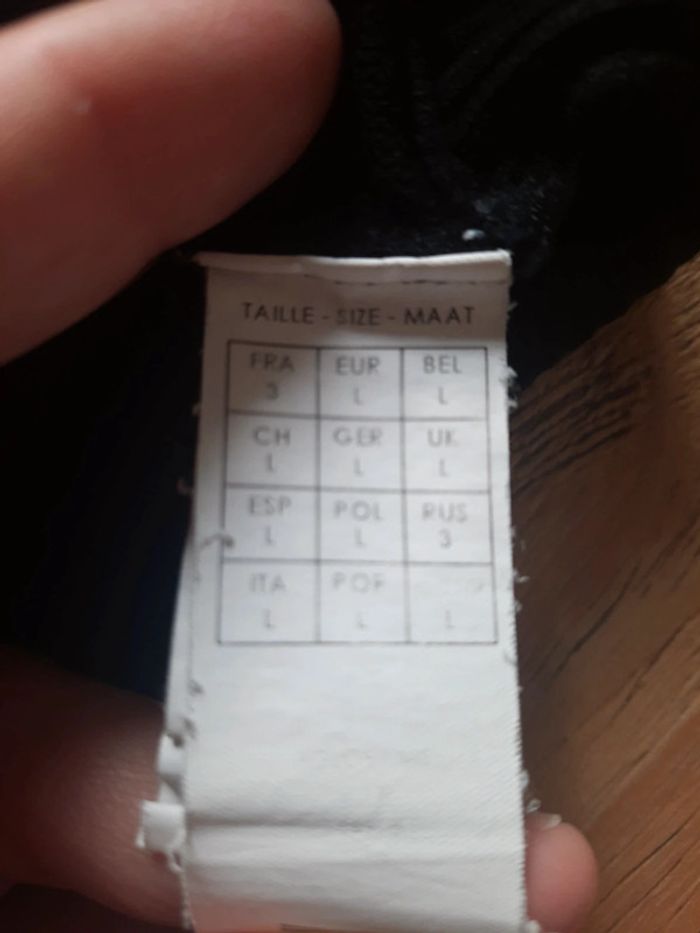 TAILLE - SIZE - MAAT
FRA EUR BEL
3 L L
CH GER UK
L L L
ESP POL RUS
L L 3
ITA POR
L L L